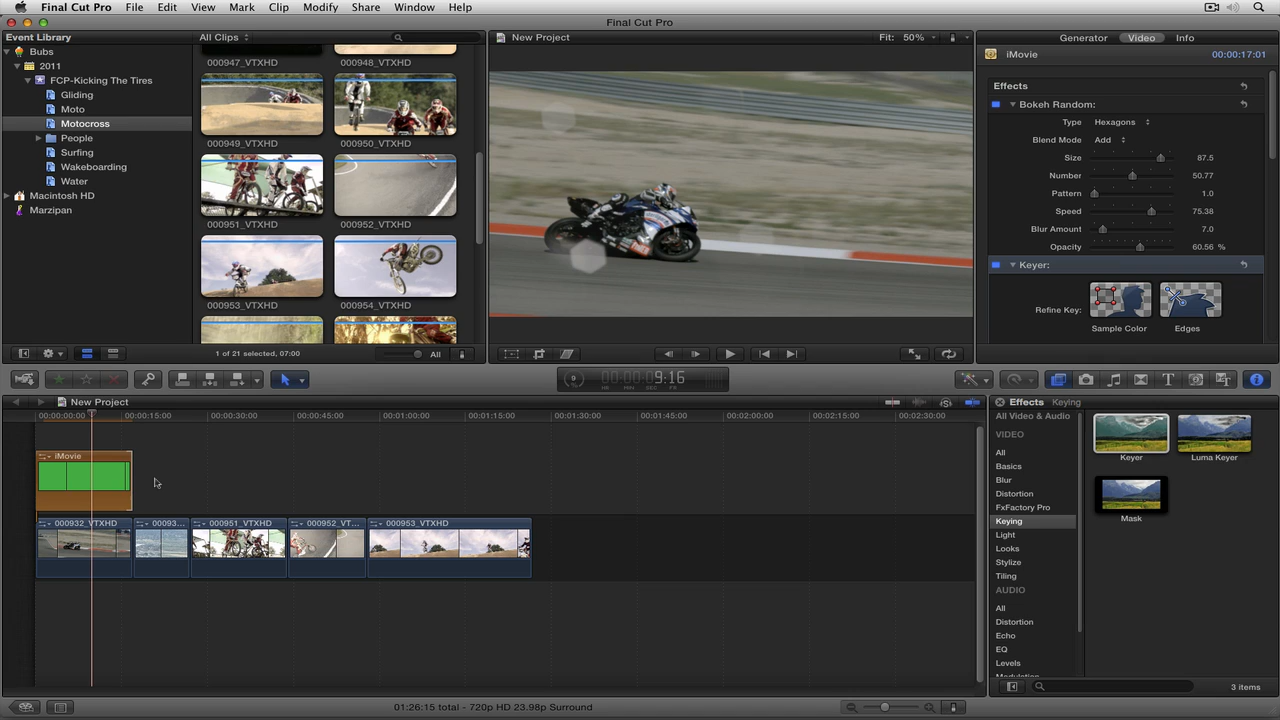 Final Cut Pro File Edit View Mark Clip Modify Share Window Help
Final Cut Pro
Event Library
Bubs
2011
FCP-Kicking The Tires
Gliding
Moto
Motocross
People
Surfing
Wakeboarding
Water
Macintosh HD
Marzipan
All Clips
000947_VTXHD 000948_VTXHD
000949_VTXHD 000950_VTXHD
000951_VTXHD 000952_VTXHD
000953_VTXHD 000954_VTXHD
1 of 21 selected, 07:00
All
New Project
Fit: 50%
Generator Video Info
iMovie 00:00:17:01
Effects
Bokeh Random:
Type Hexagons
Blend Mode Add
Size 87.5
Number 50.77
Pattern 1.0
Speed 75.38
Blur Amount 7.0
Opacity 60.56 %
Keyer:
Refine Key:
Sample Color Edges
00:00:09:16
New Project
00:00:00:00 00:00:15:00 00:00:30:00 00:00:45:00 00:01:00:00 00:01:15:00 00:01:30:00 00:01:45:00 00:02:00:00 00:02:15:00 00:02:30:00
iMovie
000932_VTXHD 00093... 000951_VTXHD 000952_VT... 000953_VTXHD
Effects Keying
All Video & Audio
VIDEO
All
Basics
Blur
Distortion
FxFactory Pro
Keying
Light
Looks
Stylize
Tiling
AUDIO
All
Distortion
Echo
EQ
Levels
Keyer Luma Keyer
Mask
3 items
01:26:15 total - 720p HD 23.98p Surround